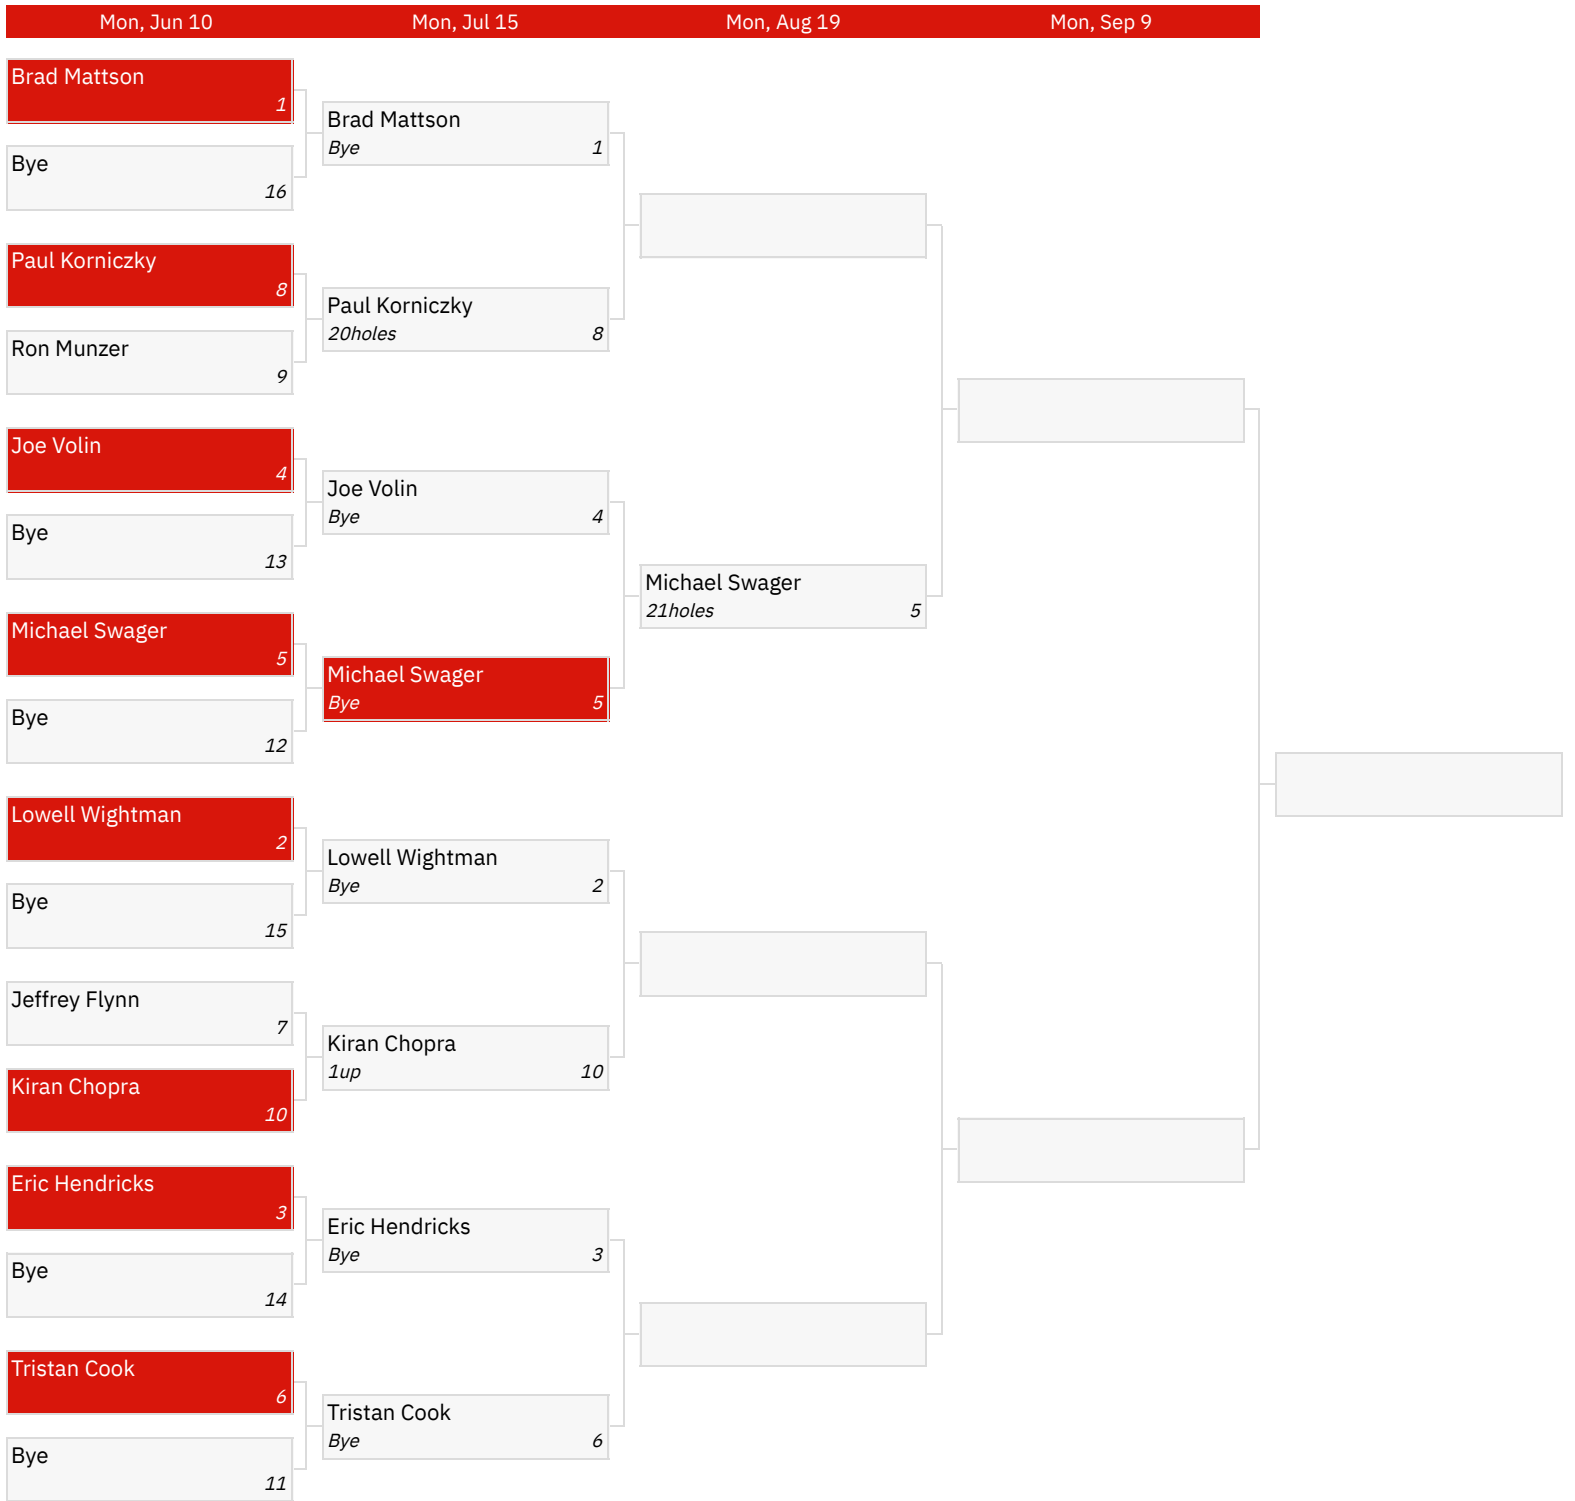 Mon, Jun 10
Mon, Jul 15
Mon, Aug 19
Mon, Sep 9
Brad Mattson
1
Bye
16
Paul Korniczky
8
Ron Munzer
9
Joe Volin
4
Bye
13
Michael Swager
5
Bye
12
Lowell Wightman
2
Bye
15
Jeffrey Flynn
7
Kiran Chopra
10
Eric Hendricks
3
Bye
14
Tristan Cook
6
Bye
11
Brad Mattson
Bye 1
Paul Korniczky
20holes 8
Joe Volin
Bye 4
Michael Swager
Bye 5
Lowell Wightman
Bye 2
Kiran Chopra
1up 10
Eric Hendricks
Bye 3
Tristan Cook
Bye 6
Michael Swager
21holes 5